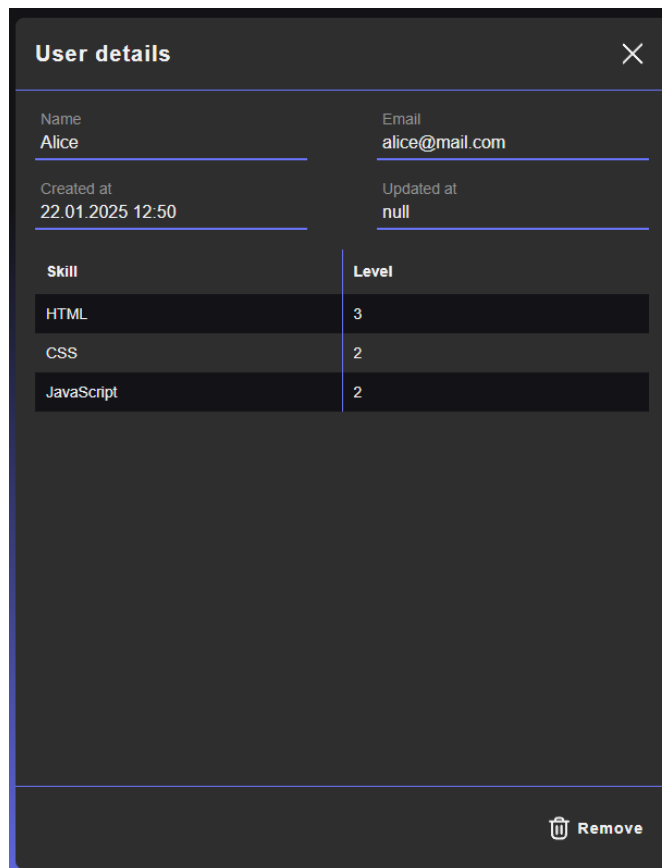 User details
Name Email
Alice alice@mail.com
Created at Updated at
22.01.2025 12:50 null
Skill Level
HTML 3
CSS 2
JavaScript 2
Remove